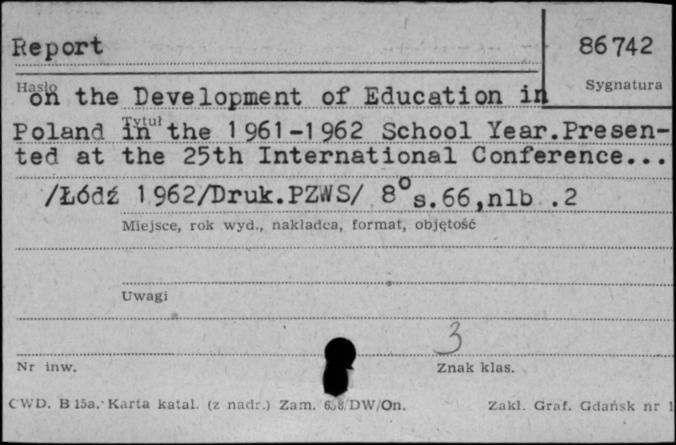 Report
86742
Hasło
Sygnatura
on the Development of Education in
Tytuł
Poland in the 1961-1962 School Year.Presen-
ted at the 25th International Conference...
/Łódź 1962/Druk.PZWS/ 8° s.66,nlb .2
Miejsce, rok wyd., nakładca, format, objętość
Uwagi
3
Nr inw.
Znak klas.
CWD. B 15a. Karta katal. (z nadr.) Zam. /DW/On.
Zakł. Graf. Gdańsk nr 1